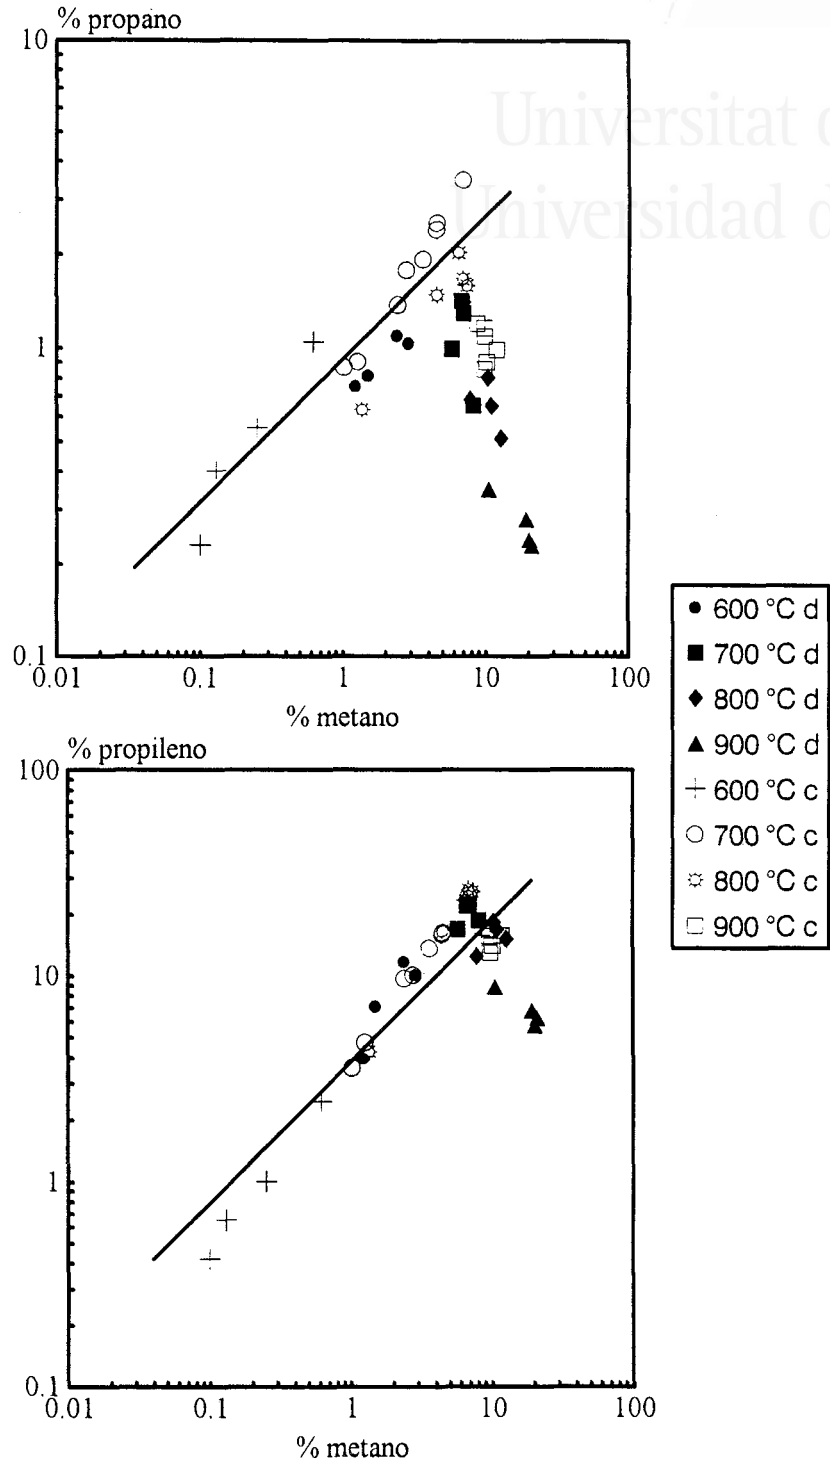 % propano
Universitat d
Universidad d
10
1
0.1
0.01 0.1 1 10 100
% metano
600 °C d
700 °C d
800 °C d
900 °C d
600 °C c
700 °C c
800 °C c
900 °C c
% propileno
100
10
1
0.1
0.01 0.1 1 10 100
% metano